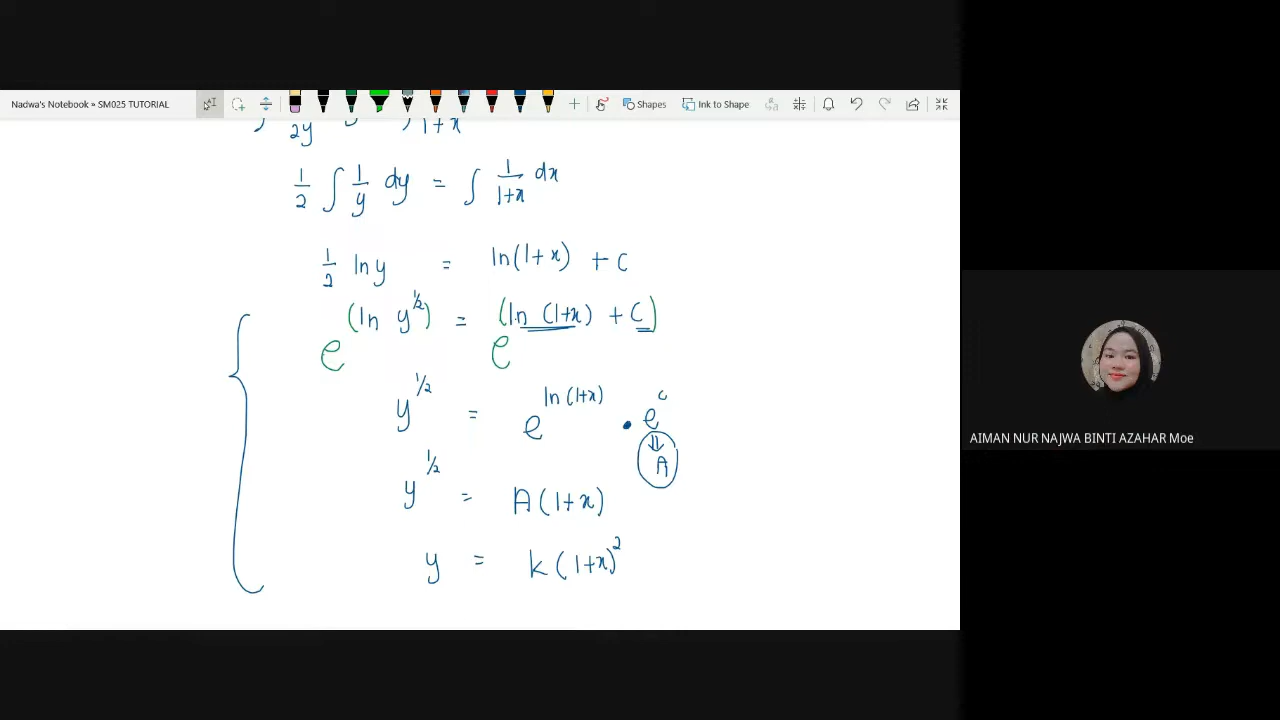 Nadwa's Notebook » SM025 TUTORIAL
Shapes
Ink to Shape
2y 1+x
1/2 ∫ 1/y dy = ∫ 1/(1+x) dx
1/2 ln y = ln(1+x) + C
e^(ln y^1/2) = e^(ln (1+x) + C)
y^1/2 = e^ln(1+x) • e^c
⇓
A
y^1/2 = A(1+x)
y = k(1+x)^2
AIMAN NUR NAJWA BINTI AZAHAR Moe